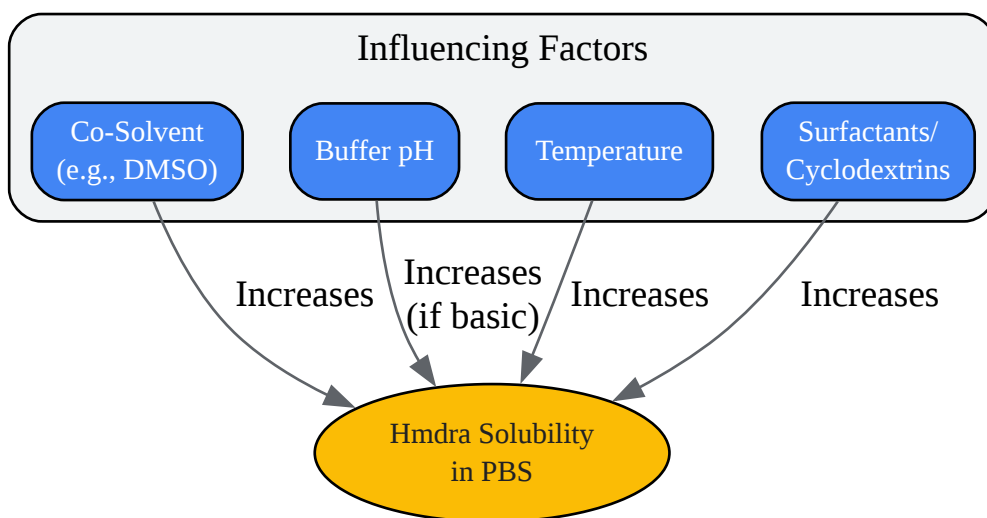 Influencing Factors
Co-Solvent
(e.g., DMSO)
Buffer pH
Temperature
Surfactants/
Cyclodextrins
Increases
Increases
(if basic)
Increases
Increases
Hmdra Solubility
in PBS